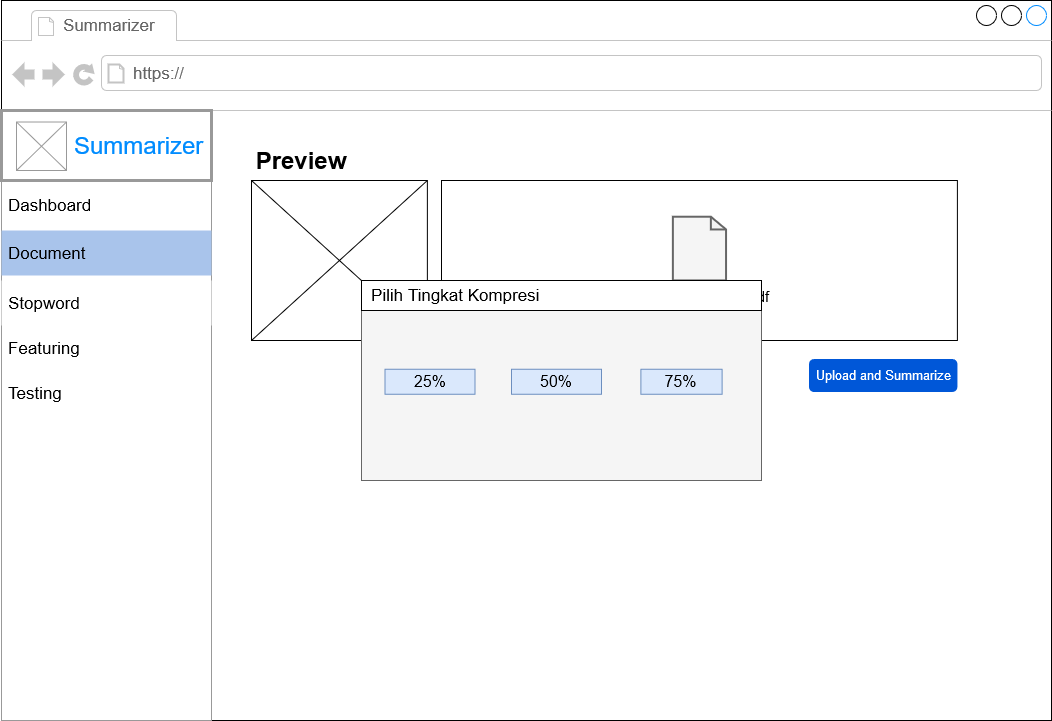 Summarizer
https://
Summarizer
Dashboard
Document
Stopword
Featuring
Testing
Preview
df
Pilih Tingkat Kompresi
25%
50%
75%
Upload and Summarize